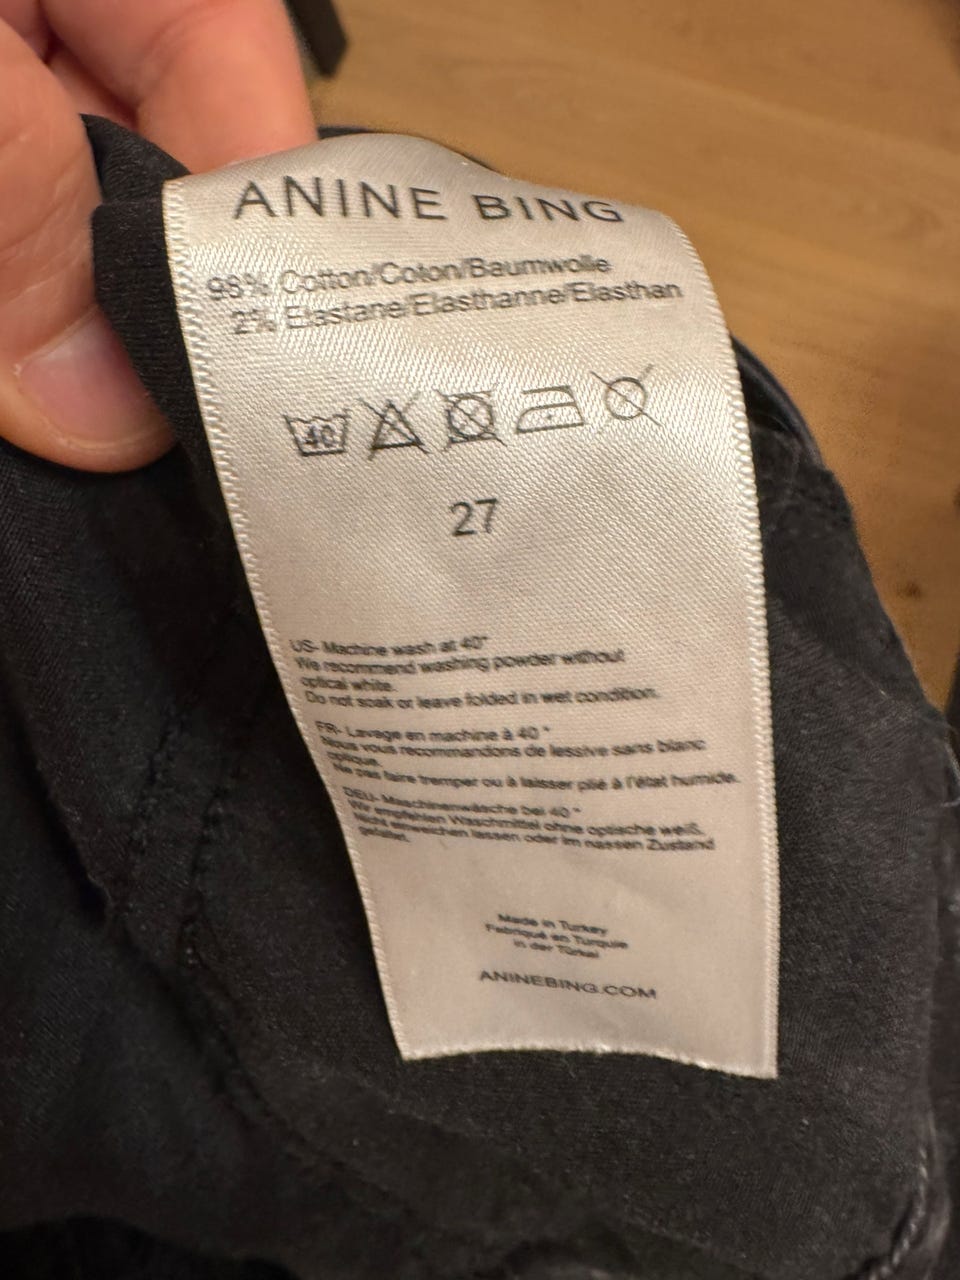 ANINE BING
98% Cotton/Coton/Baumwolle
2% Elastane/Elasthanne/Elasthan
40
27
US- Machine wash at 40°
We recommend washing powder without
optical white.
Do not soak or leave folded in wet condition.
FR- Lavage en machine à 40 °
Nous vous recommandons de lessive sans blanc
optique.
Ne pas faire tremper ou à laisser plié à l'état humide.
DEU- Maschinenwäsche bei 40 °
Wir empfehlen Waschmittel ohne optische weiß.
Nicht einweichen lassen oder im nassen Zustand
Made in Turkey
Fabriqué en Turquie
in der Türkei
ANINEBING.COM